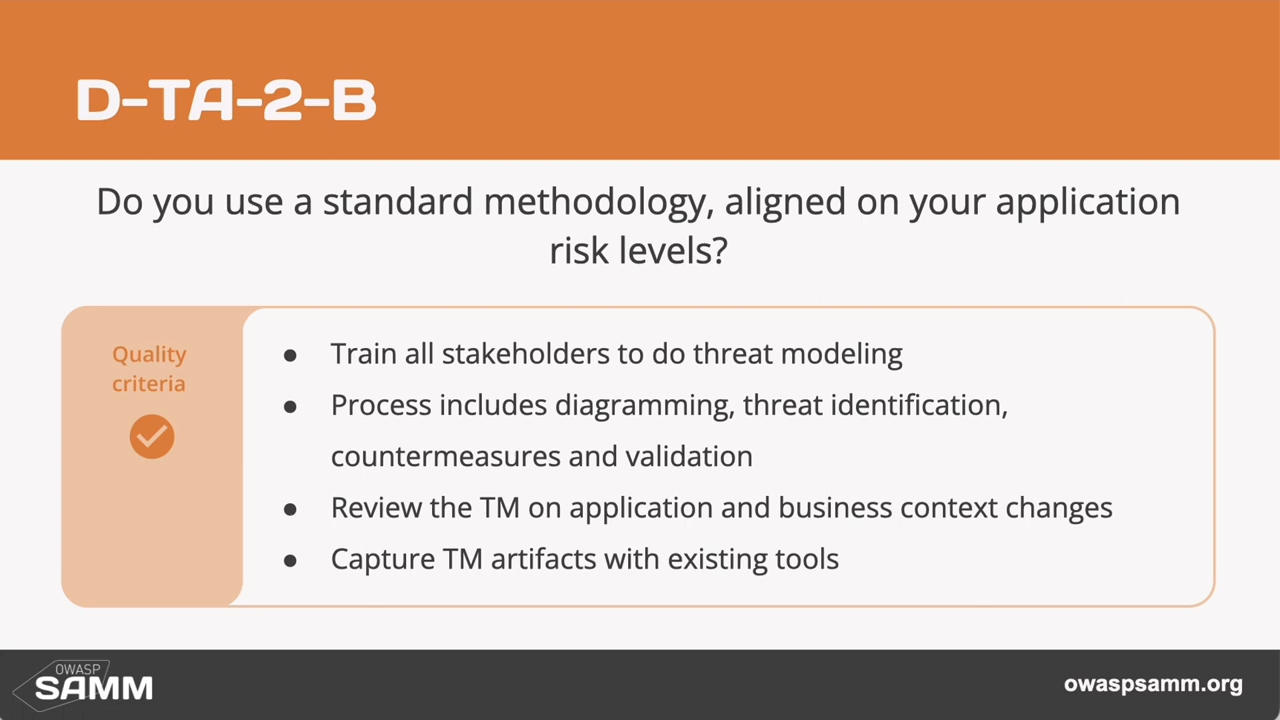 D-TA-2-B
Do you use a standard methodology, aligned on your application
risk levels?
Quality
criteria
● Train all stakeholders to do threat modeling
● Process includes diagramming, threat identification,
countermeasures and validation
● Review the TM on application and business context changes
● Capture TM artifacts with existing tools
OWASP
SAMM
owaspsamm.org